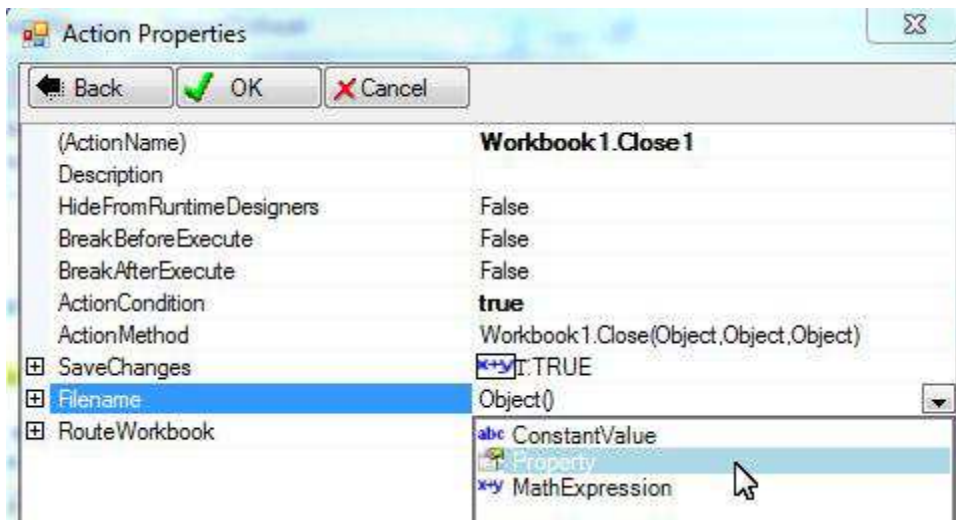 Action Properties
Back OK Cancel
(ActionName) Workbook1.Close1
Description
HideFromRuntimeDesigners False
BreakBeforeExecute False
BreakAfterExecute False
ActionCondition true
ActionMethod Workbook1.Close(Object,Object,Object)
SaveChanges x+y T:TRUE
Filename Object()
RouteWorkbook abc ConstantValue
Property
x+y MathExpression